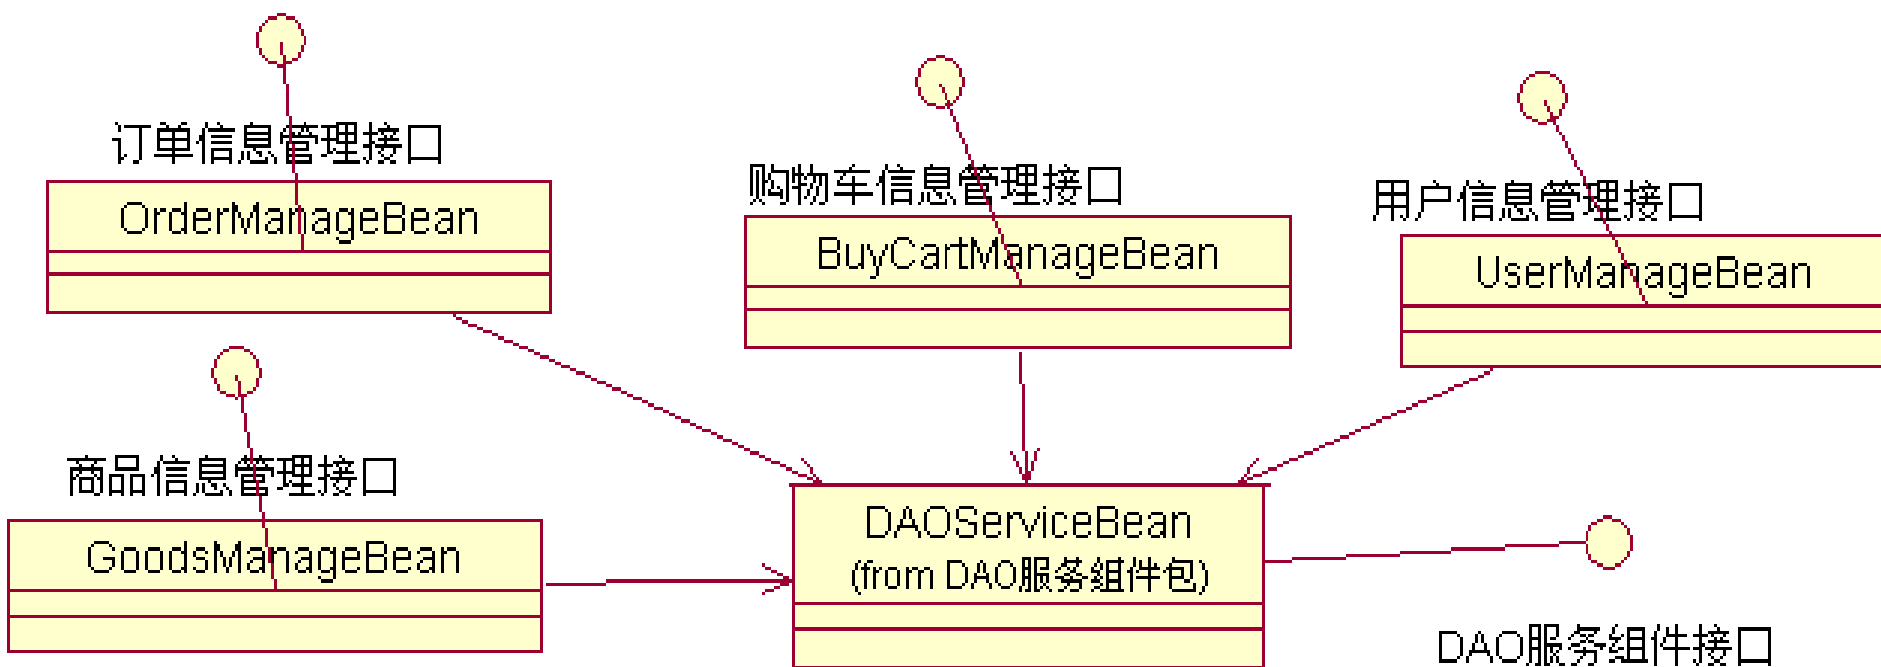 订单信息管理接口
OrderManageBean
购物车信息管理接口
BuyCartManageBean
用户信息管理接口
UserManageBean
商品信息管理接口
GoodsManageBean
DAOServiceBean
(from DAO服务组件包)
DAO服务组件接口